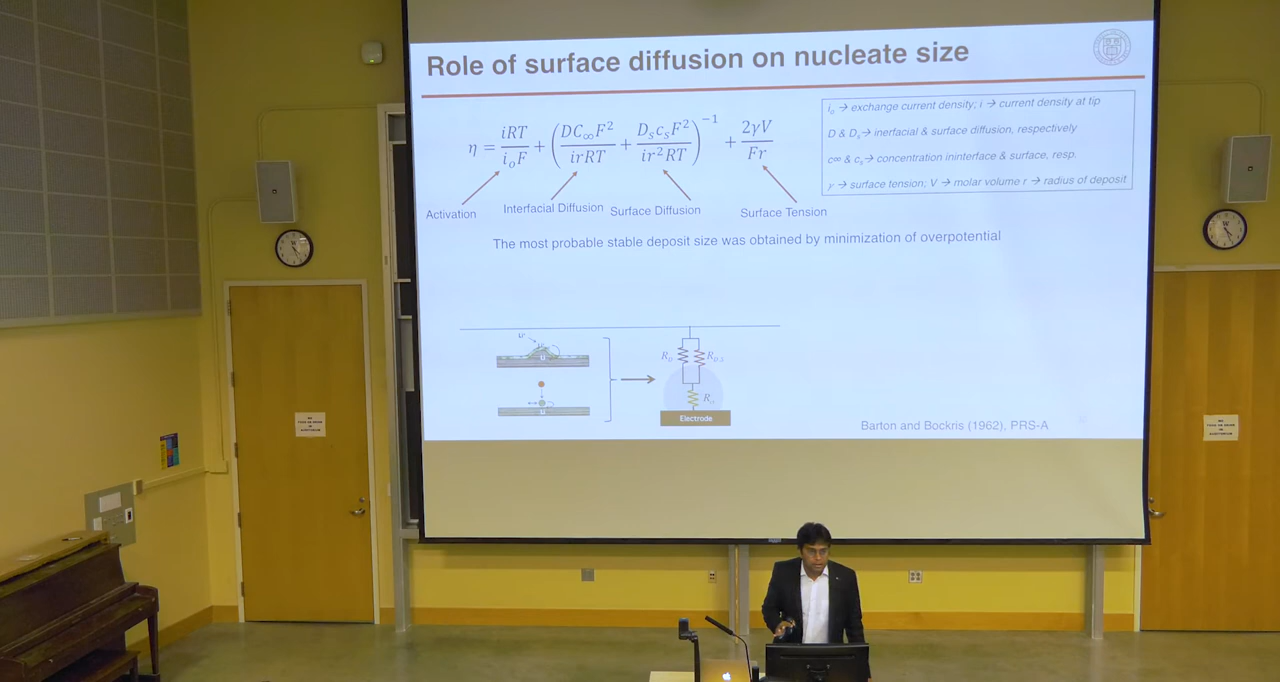 Role of surface diffusion on nucleate size
η = iRT/i₀F + (DC∞F²/irRT + DₛcₛF²/ir²RT)⁻¹ + 2γV/Fr
Activation
Interfacial Diffusion
Surface Diffusion
Surface Tension
iₒ → exchange current density; i → current density at tip
D & Dₛ→ inerfacial & surface diffusion, respectively
c∞ & cₛ→ concentration ininterface & surface, resp.
γ → surface tension; V → molar volume r → radius of deposit
The most probable stable deposit size was obtained by minimization of overpotential
Electrode
Barton and Bockris (1962), PRS-A